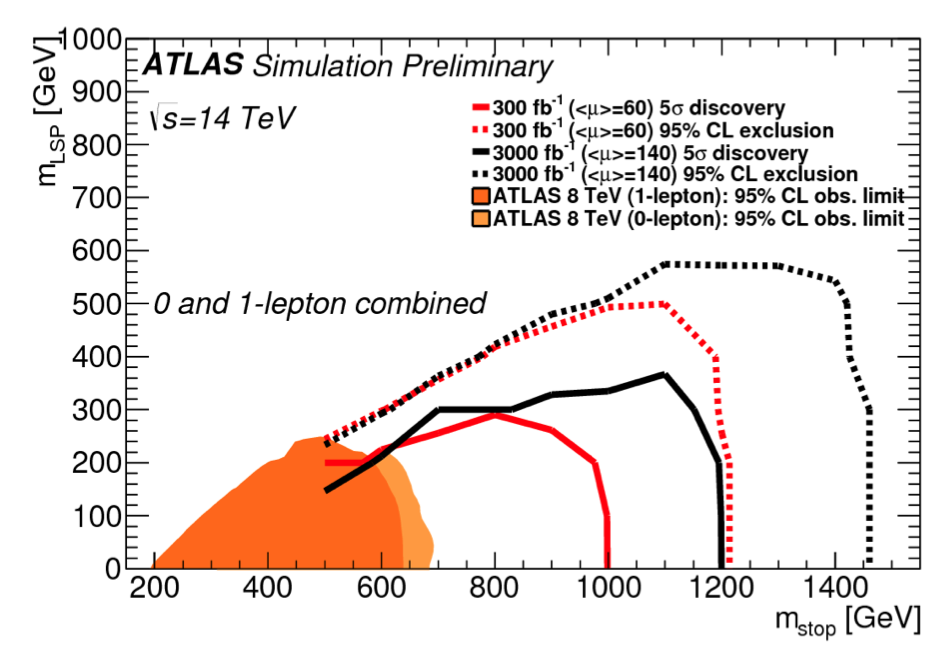 ATLAS Simulation Preliminary
√s=14 TeV
300 fb⁻¹ (<μ>=60) 5σ discovery
300 fb⁻¹ (<μ>=60) 95% CL exclusion
3000 fb⁻¹ (<μ>=140) 5σ discovery
3000 fb⁻¹ (<μ>=140) 95% CL exclusion
ATLAS 8 TeV (1-lepton): 95% CL obs. limit
ATLAS 8 TeV (0-lepton): 95% CL obs. limit
0 and 1-lepton combined
m_LSP [GeV]
1000
900
800
700
600
500
400
300
200
100
0
200 400 600 800 1000 1200 1400
m_stop [GeV]